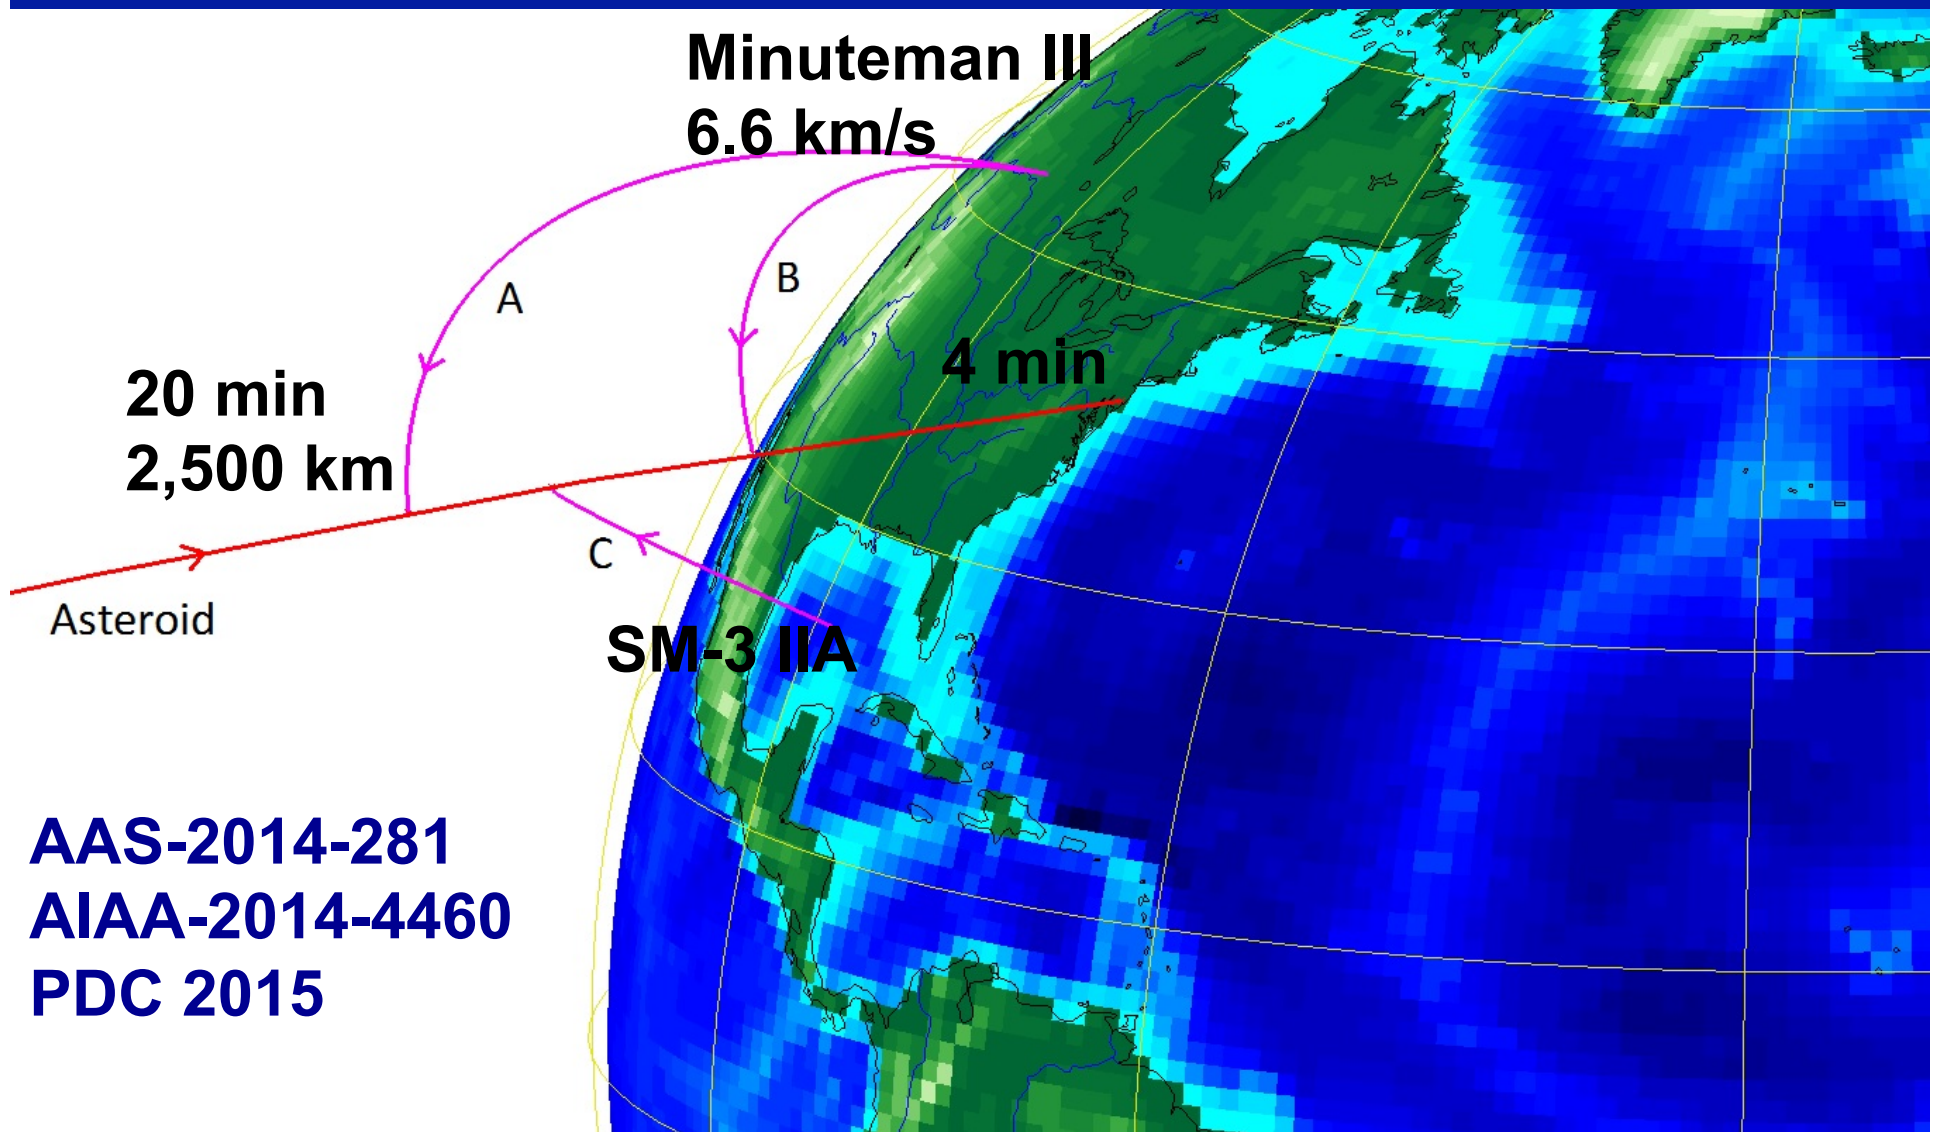 Minuteman III
6.6 km/s
A
B
4 min
20 min
2,500 km
C
Asteroid
SM-3 IIA
AAS-2014-281
AIAA-2014-4460
PDC 2015